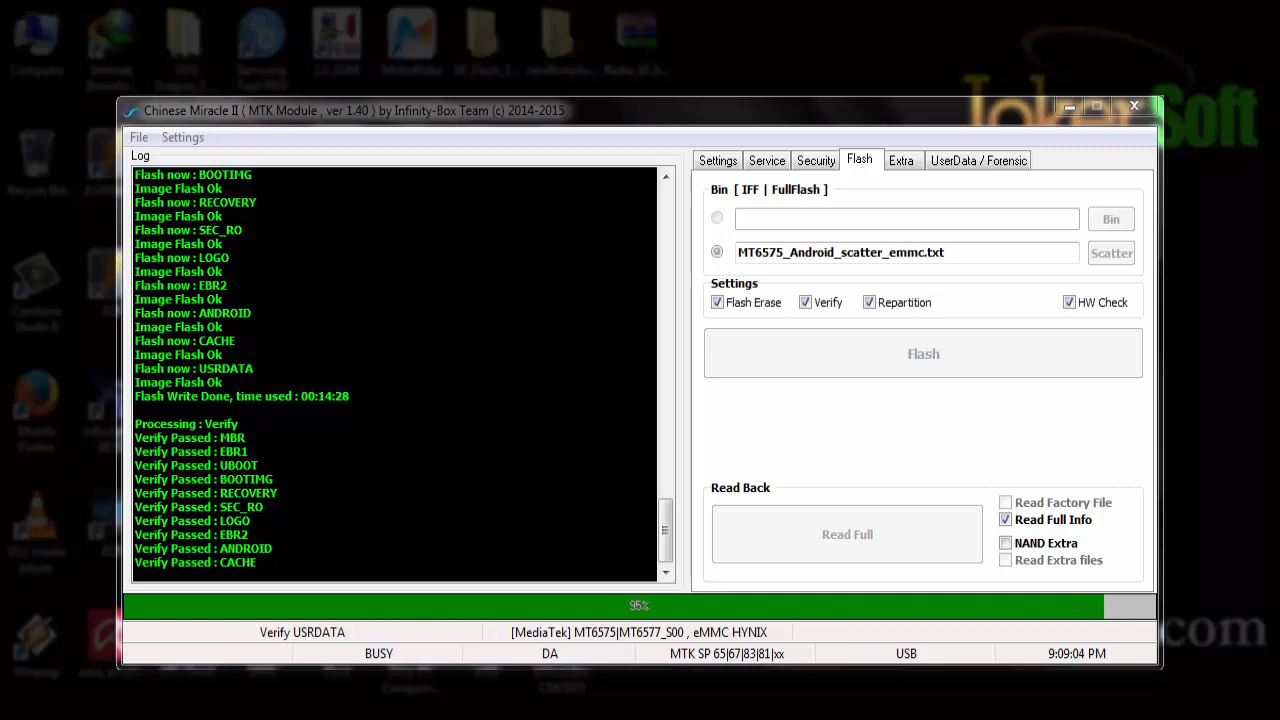 Computer
Recycle Bin
JokerSoft
.com
Chinese Miracle II ( MTK Module , ver 1.40 ) by Infinity-Box Team (c) 2014-2015
File Settings
Log
Flash now : BOOTIMG
Image Flash Ok
Flash now : RECOVERY
Image Flash Ok
Flash now : SEC_RO
Image Flash Ok
Flash now : LOGO
Image Flash Ok
Flash now : EBR2
Image Flash Ok
Flash now : ANDROID
Image Flash Ok
Flash now : CACHE
Image Flash Ok
Flash now : USRDATA
Image Flash Ok
Flash Write Done, time used : 00:14:28
Processing : Verify
Verify Passed : MBR
Verify Passed : EBR1
Verify Passed : UBOOT
Verify Passed : BOOTIMG
Verify Passed : RECOVERY
Verify Passed : SEC_RO
Verify Passed : LOGO
Verify Passed : EBR2
Verify Passed : ANDROID
Verify Passed : CACHE
Settings Service Security Flash Extra UserData / Forensic
Bin [ IFF | FullFlash ]
Bin
MT6575_Android_scatter_emmc.txt Scatter
Settings
Flash Erase Verify Repartition HW Check
Flash
Read Back
Read Full
Read Factory File
Read Full Info
NAND Extra
Read Extra files
95%
Verify USRDATA [MediaTek] MT6575|MT6577_S00 , eMMC HYNIX
BUSY DA MTK SP 65|67|83|81|xx USB 9:09:04 PM